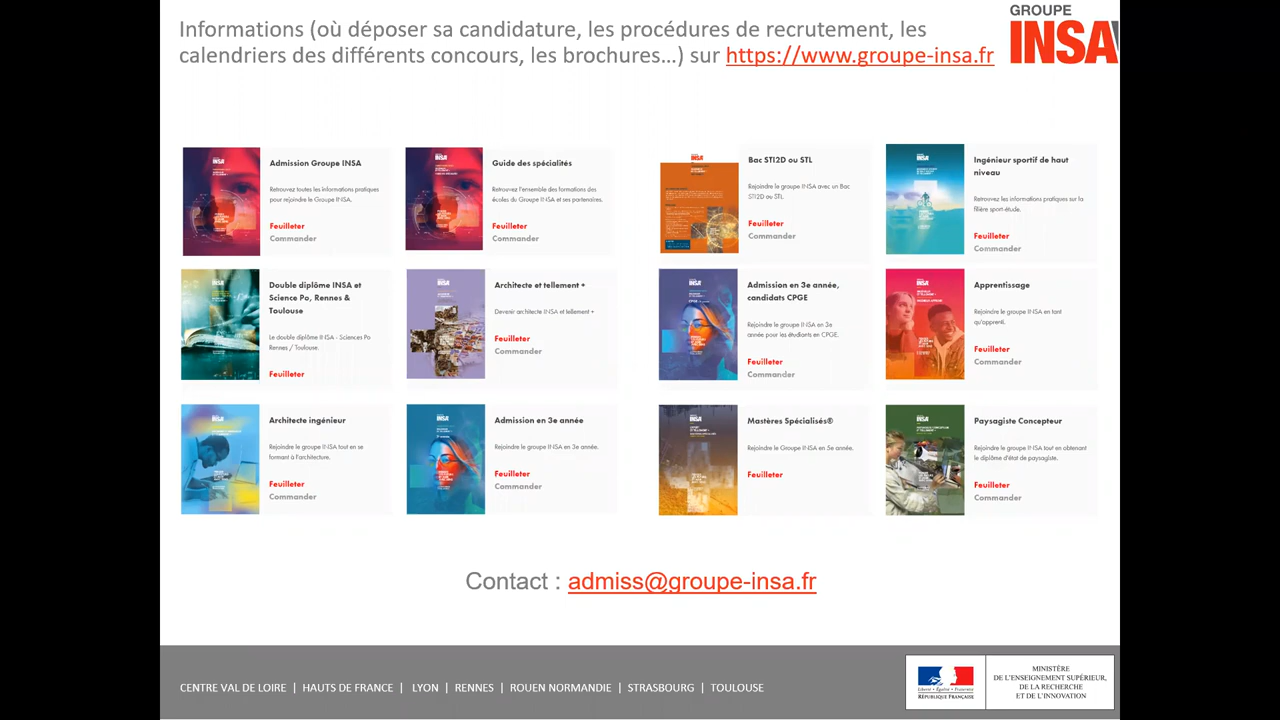 Informations (où déposer sa candidature, les procédures de recrutement, les
calendriers des différents concours, les brochures...) sur https://www.groupe-insa.fr
GROUPE
INSA
Admission Groupe INSA
Retrouvez toutes les informations pratiques
pour rejoindre le Groupe INSA.
Feuilleter
Commander
Guide des spécialités
Retrouvez l'ensemble des formations des
écoles du Groupe INSA et ses partenaires.
Feuilleter
Commander
Bac STI2D ou STL
Rejoindre le groupe INSA avec un Bac
STI2D ou STL.
Feuilleter
Commander
Ingénieur sportif de haut
niveau
Retrouvez les informations pratiques sur la
filière sport-étude.
Feuilleter
Commander
Double diplôme INSA et
Science Po, Rennes &
Toulouse
Le double diplôme INSA - Sciences Po
Rennes / Toulouse.
Feuilleter
Architecte et tellement +
Devenir architecte INSA et tellement +
Feuilleter
Commander
Admission en 3e année,
candidats CPGE
Rejoindre le groupe INSA en 3e
année pour les étudiants en CPGE.
Feuilleter
Commander
Apprentissage
Rejoindre le groupe INSA en tant
qu'apprenti.
Feuilleter
Commander
Architecte ingénieur
Rejoindre le groupe INSA tout en se
formant à l'architecture.
Feuilleter
Commander
Admission en 3e année
Rejoindre le groupe INSA en 3e année.
Feuilleter
Commander
Mastères Spécialisés®
Rejoindre le Groupe INSA en 5e année.
Feuilleter
Paysagiste Concepteur
Rejoindre le groupe INSA tout en obtenant
le diplôme d'état de paysagiste.
Feuilleter
Commander
Contact : admiss@groupe-insa.fr
CENTRE VAL DE LOIRE | HAUTS DE FRANCE | LYON | RENNES | ROUEN NORMANDIE | STRASBOURG | TOULOUSE
Liberté • Égalité • Fraternité
RÉPUBLIQUE FRANÇAISE
MINISTÈRE
DE L'ENSEIGNEMENT SUPÉRIEUR,
DE LA RECHERCHE
ET DE L'INNOVATION